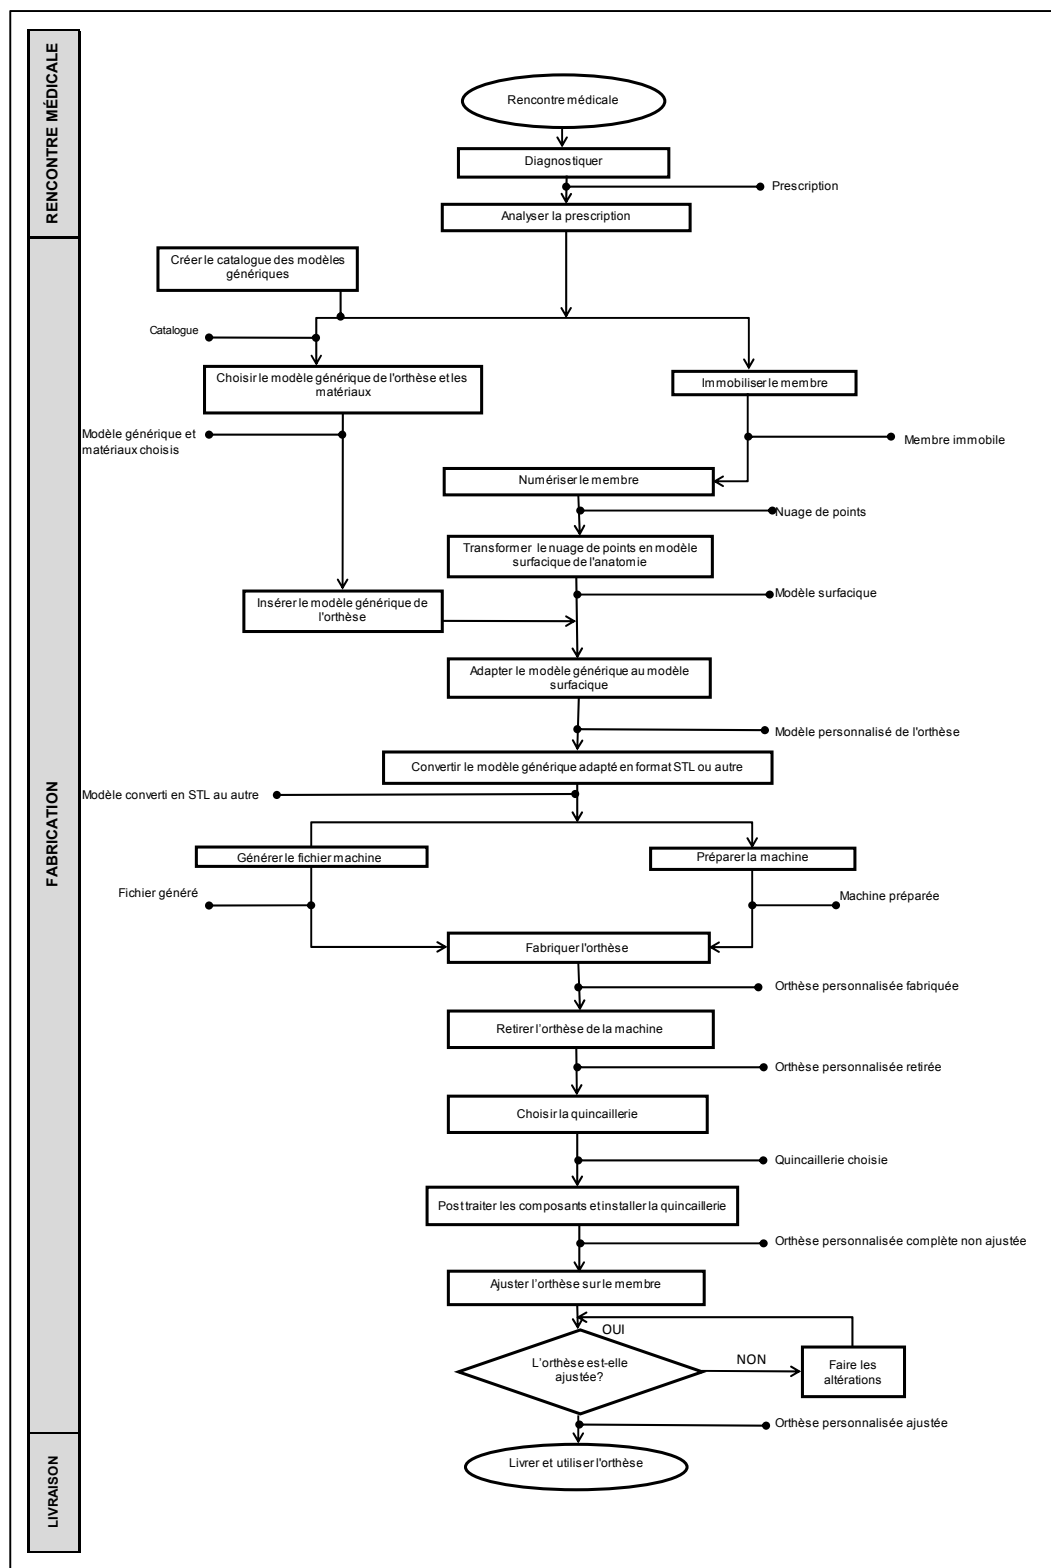 RENCONTRE MÉDICALE
Rencontre médicale
Diagnostiquer
Prescription
Analyser la prescription
FABRICATION
Créer le catalogue des modèles
génériques
Catalogue
Choisir le modèle générique de l'orthèse et les
matériaux
Immobiliser le membre
Modèle générique et
matériaux choisis
Membre immobile
Numériser le membre
Nuage de points
Transformer le nuage de points en modèle
surfacique de l'anatomie
Modèle surfacique
Insérer le modèle générique de
l'orthèse
Adapter le modèle générique au modèle
surfacique
Modèle personnalisé de l'orthèse
Convertir le modèle générique adapté en format STL ou autre
Modèle converti en STL au autre
Générer le fichier machine
Préparer la machine
Fichier généré
Machine préparée
Fabriquer l'orthèse
Orthèse personnalisée fabriquée
Retirer l'orthèse de la machine
Orthèse personnalisée retirée
Choisir la quincaillerie
Quincaillerie choisie
Post traiter les composants et installer la quincaillerie
Orthèse personnalisée complète non ajustée
Ajuster l'orthèse sur le membre
OUI
L'orthèse est-elle
ajustée?
NON
Faire les
altérations
Orthèse personnalisée ajustée
LIVRAISON
Livrer et utiliser l'orthèse